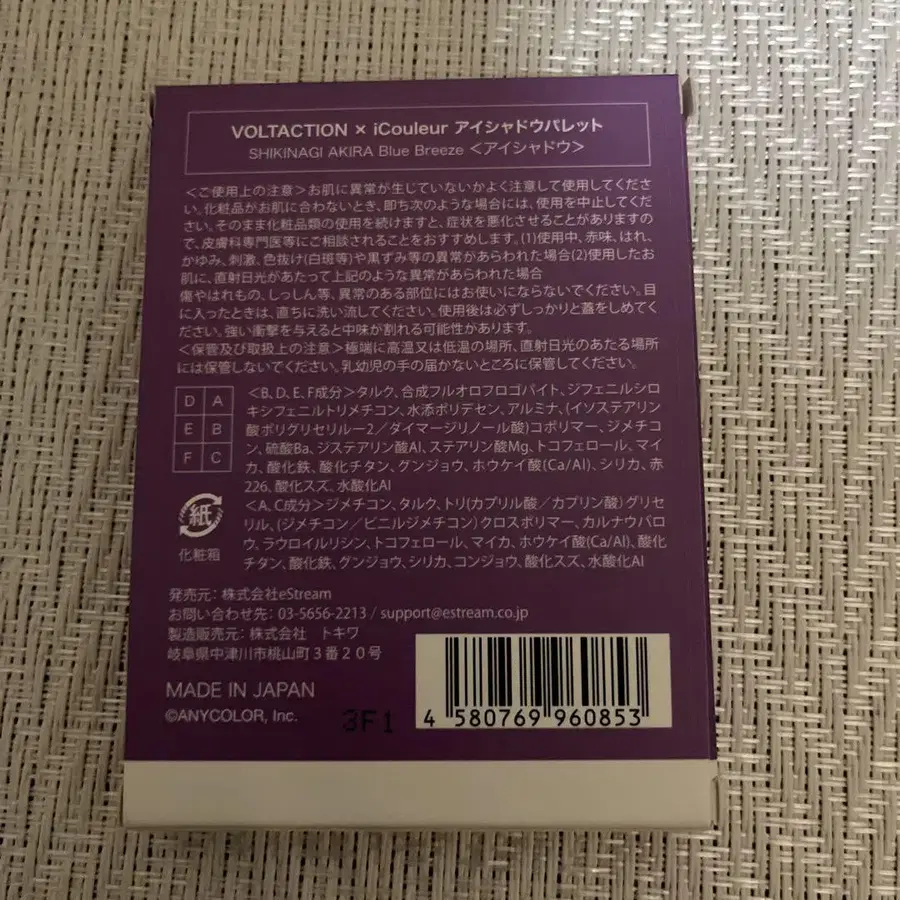 VOLTACTION × iCouleur アイシャドウパレット
SHIKINAGI AKIRA Blue Breeze ＜アイシャドウ＞
＜ご使用上の注意＞お肌に異常が生じていないかよく注意して使用してくださ
い。化粧品がお肌に合わないとき、即ち次のような場合には、使用を中止してくだ
さい。そのまま化粧品類の使用を続けますと、症状を悪化させることがありますの
で、皮膚科専門医等にご相談されることをおすすめします。(1)使用中、赤味、はれ、
かゆみ、刺激、色抜け(白斑等)や黒ずみ等の異常があらわれた場合(2)使用したお
肌に、直射日光があたって上記のような異常があらわれた場合
傷やはれもの、しっしん等、異常のある部位にはお使いにならないでください。目
に入ったときは、直ちに洗い流してください。使用後は必ずしっかりと蓋をしめてく
ださい。強い衝撃を与えると中味が割れる可能性があります。
＜保管及び取扱上の注意＞極端に高温又は低温の場所、直射日光のあたる場所
には保管しないでください。乳幼児の手の届かないところに保管してください。
D A
E B
F C
＜B、D、E、F成分＞タルク、合成フルオロフロゴパイト、ジフェニルシロ
キシフェニルトリメチコン、水添ポリデセン、アルミナ、(イソステアリン
酸ポリグリセリル－2／ダイマージリノール酸)コポリマー、ジメチコ
ン、硫酸Ba、ジステアリン酸Al、ステアリン酸Mg、トコフェロール、マイ
カ、酸化鉄、酸化チタン、グンジョウ、ホウケイ酸(Ca/Al)、シリカ、赤
226、酸化スズ、水酸化Al
＜A、C成分＞ジメチコン、タルク、トリ(カプリル酸／カプリン酸)グリセ
リル、(ジメチコン／ビニルジメチコン)クロスポリマー、カルナウバロ
ウ、ラウロイルリシン、トコフェロール、マイカ、ホウケイ酸(Ca/Al)、酸化
チタン、酸化鉄、グンジョウ、シリカ、コンジョウ、酸化スズ、水酸化Al
紙
化粧箱
発売元：株式会社eStream
お問い合わせ先：03-5656-2213 / support@estream.co.jp
製造販売元：株式会社　トキワ
岐阜県中津川市桃山町３番２０号
MADE IN JAPAN
©ANYCOLOR, Inc.
3F1
4 580769 960853